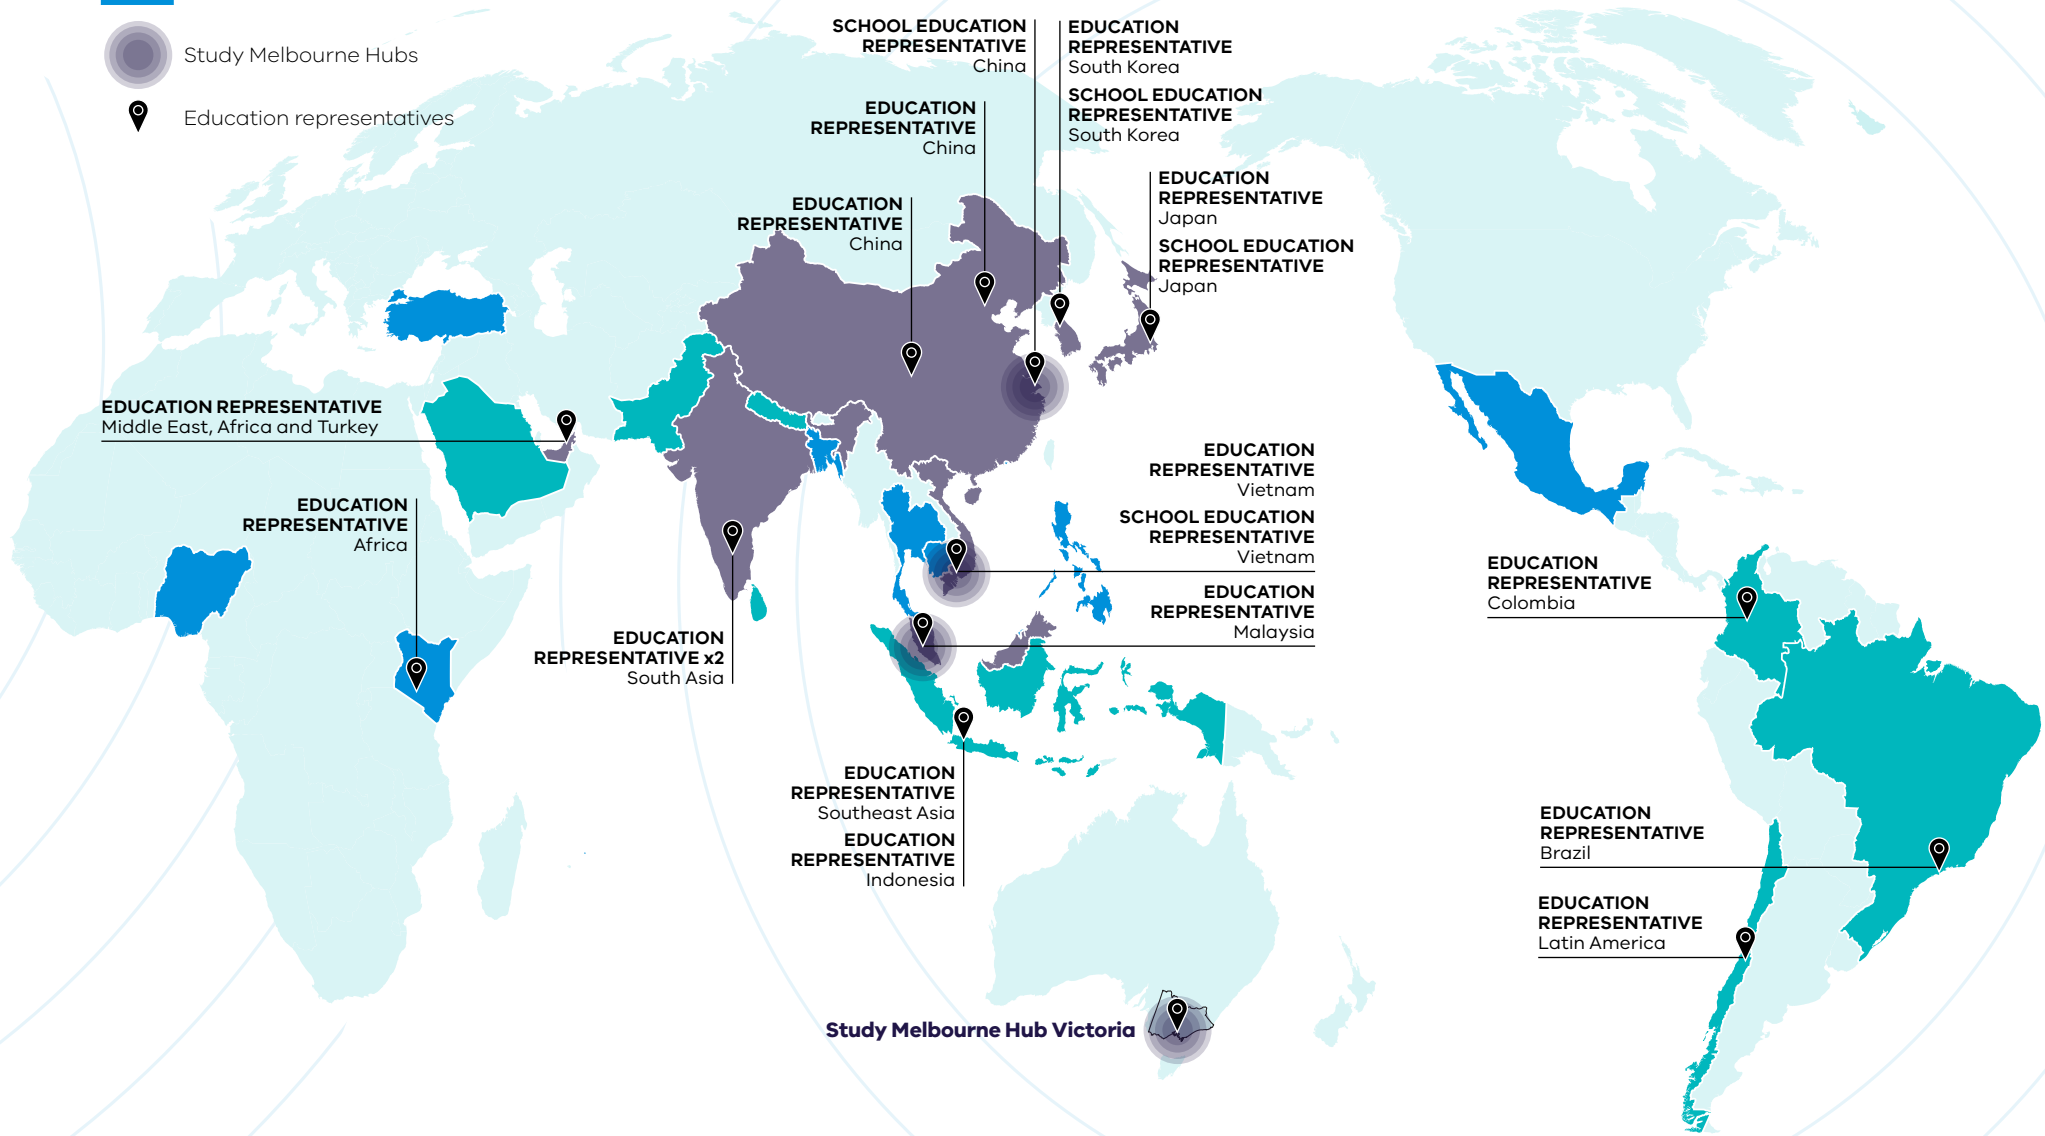 Study Melbourne Hubs
Education representatives
SCHOOL EDUCATION
REPRESENTATIVE
China
EDUCATION
REPRESENTATIVE
South Korea
SCHOOL EDUCATION
REPRESENTATIVE
South Korea
EDUCATION
REPRESENTATIVE
China
EDUCATION
REPRESENTATIVE
Japan
SCHOOL EDUCATION
REPRESENTATIVE
Japan
EDUCATION
REPRESENTATIVE
China
EDUCATION REPRESENTATIVE
Middle East, Africa and Turkey
EDUCATION
REPRESENTATIVE
Africa
EDUCATION
REPRESENTATIVE
Vietnam
SCHOOL EDUCATION
REPRESENTATIVE
Vietnam
EDUCATION
REPRESENTATIVE
Malaysia
EDUCATION
REPRESENTATIVE
Colombia
EDUCATION
REPRESENTATIVE x2
South Asia
EDUCATION
REPRESENTATIVE
Southeast Asia
EDUCATION
REPRESENTATIVE
Indonesia
EDUCATION
REPRESENTATIVE
Brazil
EDUCATION
REPRESENTATIVE
Latin America
Study Melbourne Hub Victoria